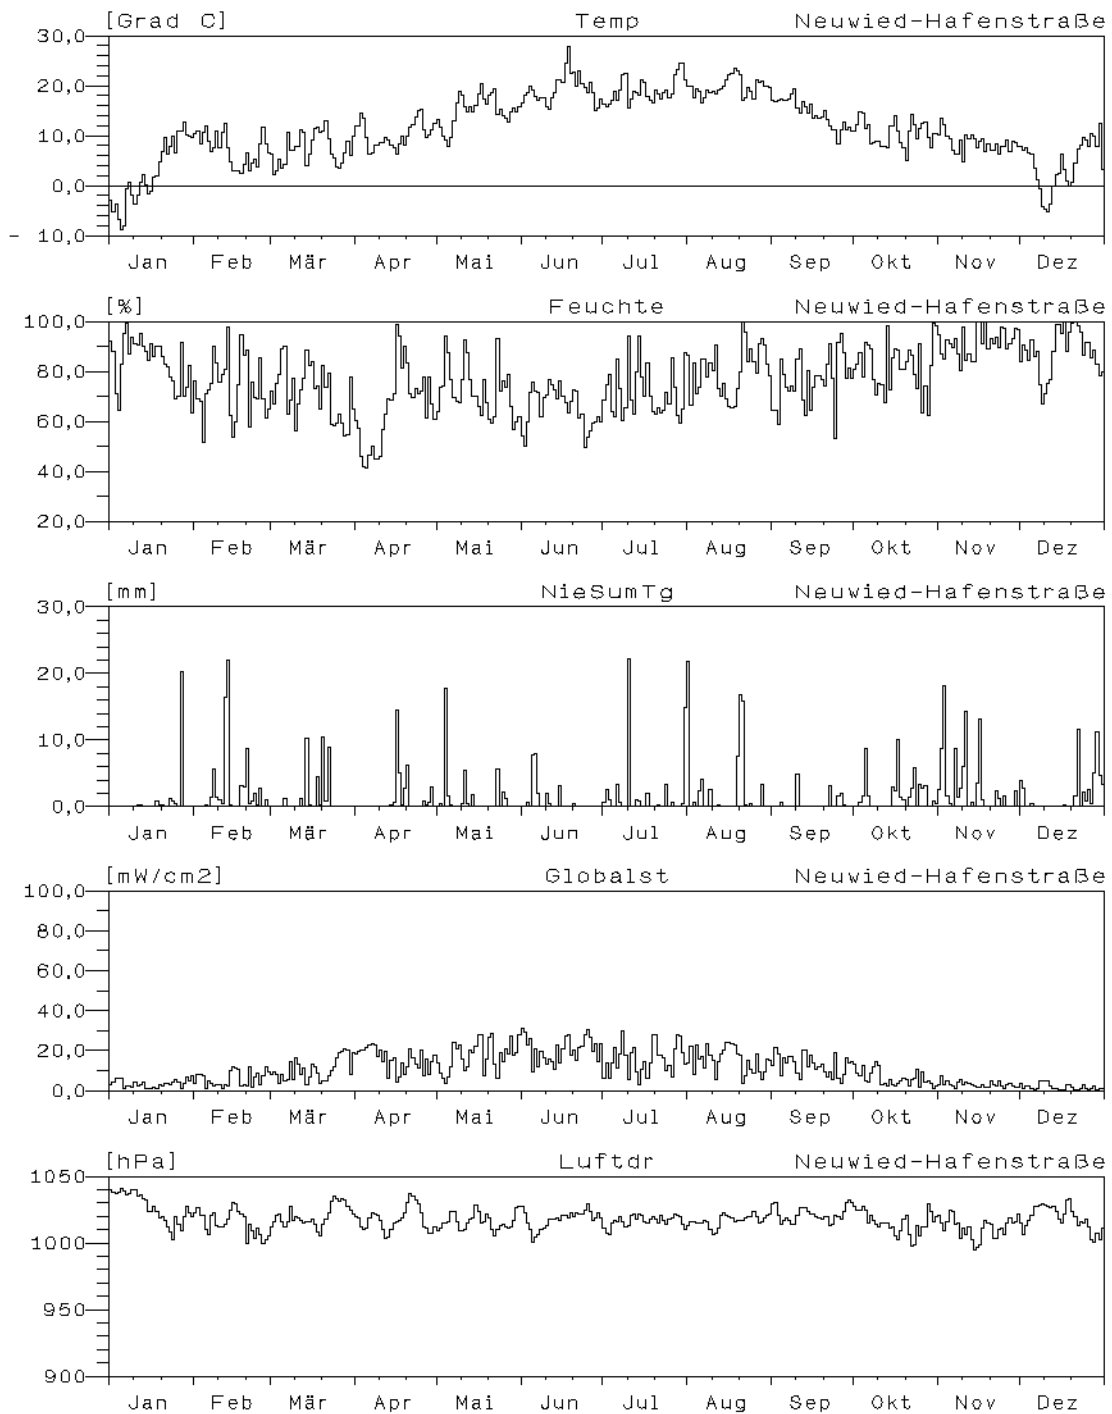 [Grad C] Temp Neuwied-Hafenstraße
30,0
20,0
10,0
0,0
- 10,0
Jan Feb Mär Apr Mai Jun Jul Aug Sep Okt Nov Dez
[%] Feuchte Neuwied-Hafenstraße
100,0
80,0
60,0
40,0
20,0
Jan Feb Mär Apr Mai Jun Jul Aug Sep Okt Nov Dez
[mm] NieSumTg Neuwied-Hafenstraße
30,0
20,0
10,0
0,0
Jan Feb Mär Apr Mai Jun Jul Aug Sep Okt Nov Dez
[mW/cm2] Globalst Neuwied-Hafenstraße
100,0
80,0
60,0
40,0
20,0
0,0
Jan Feb Mär Apr Mai Jun Jul Aug Sep Okt Nov Dez
[hPa] Luftdr Neuwied-Hafenstraße
1050
1000
950
900
Jan Feb Mär Apr Mai Jun Jul Aug Sep Okt Nov Dez